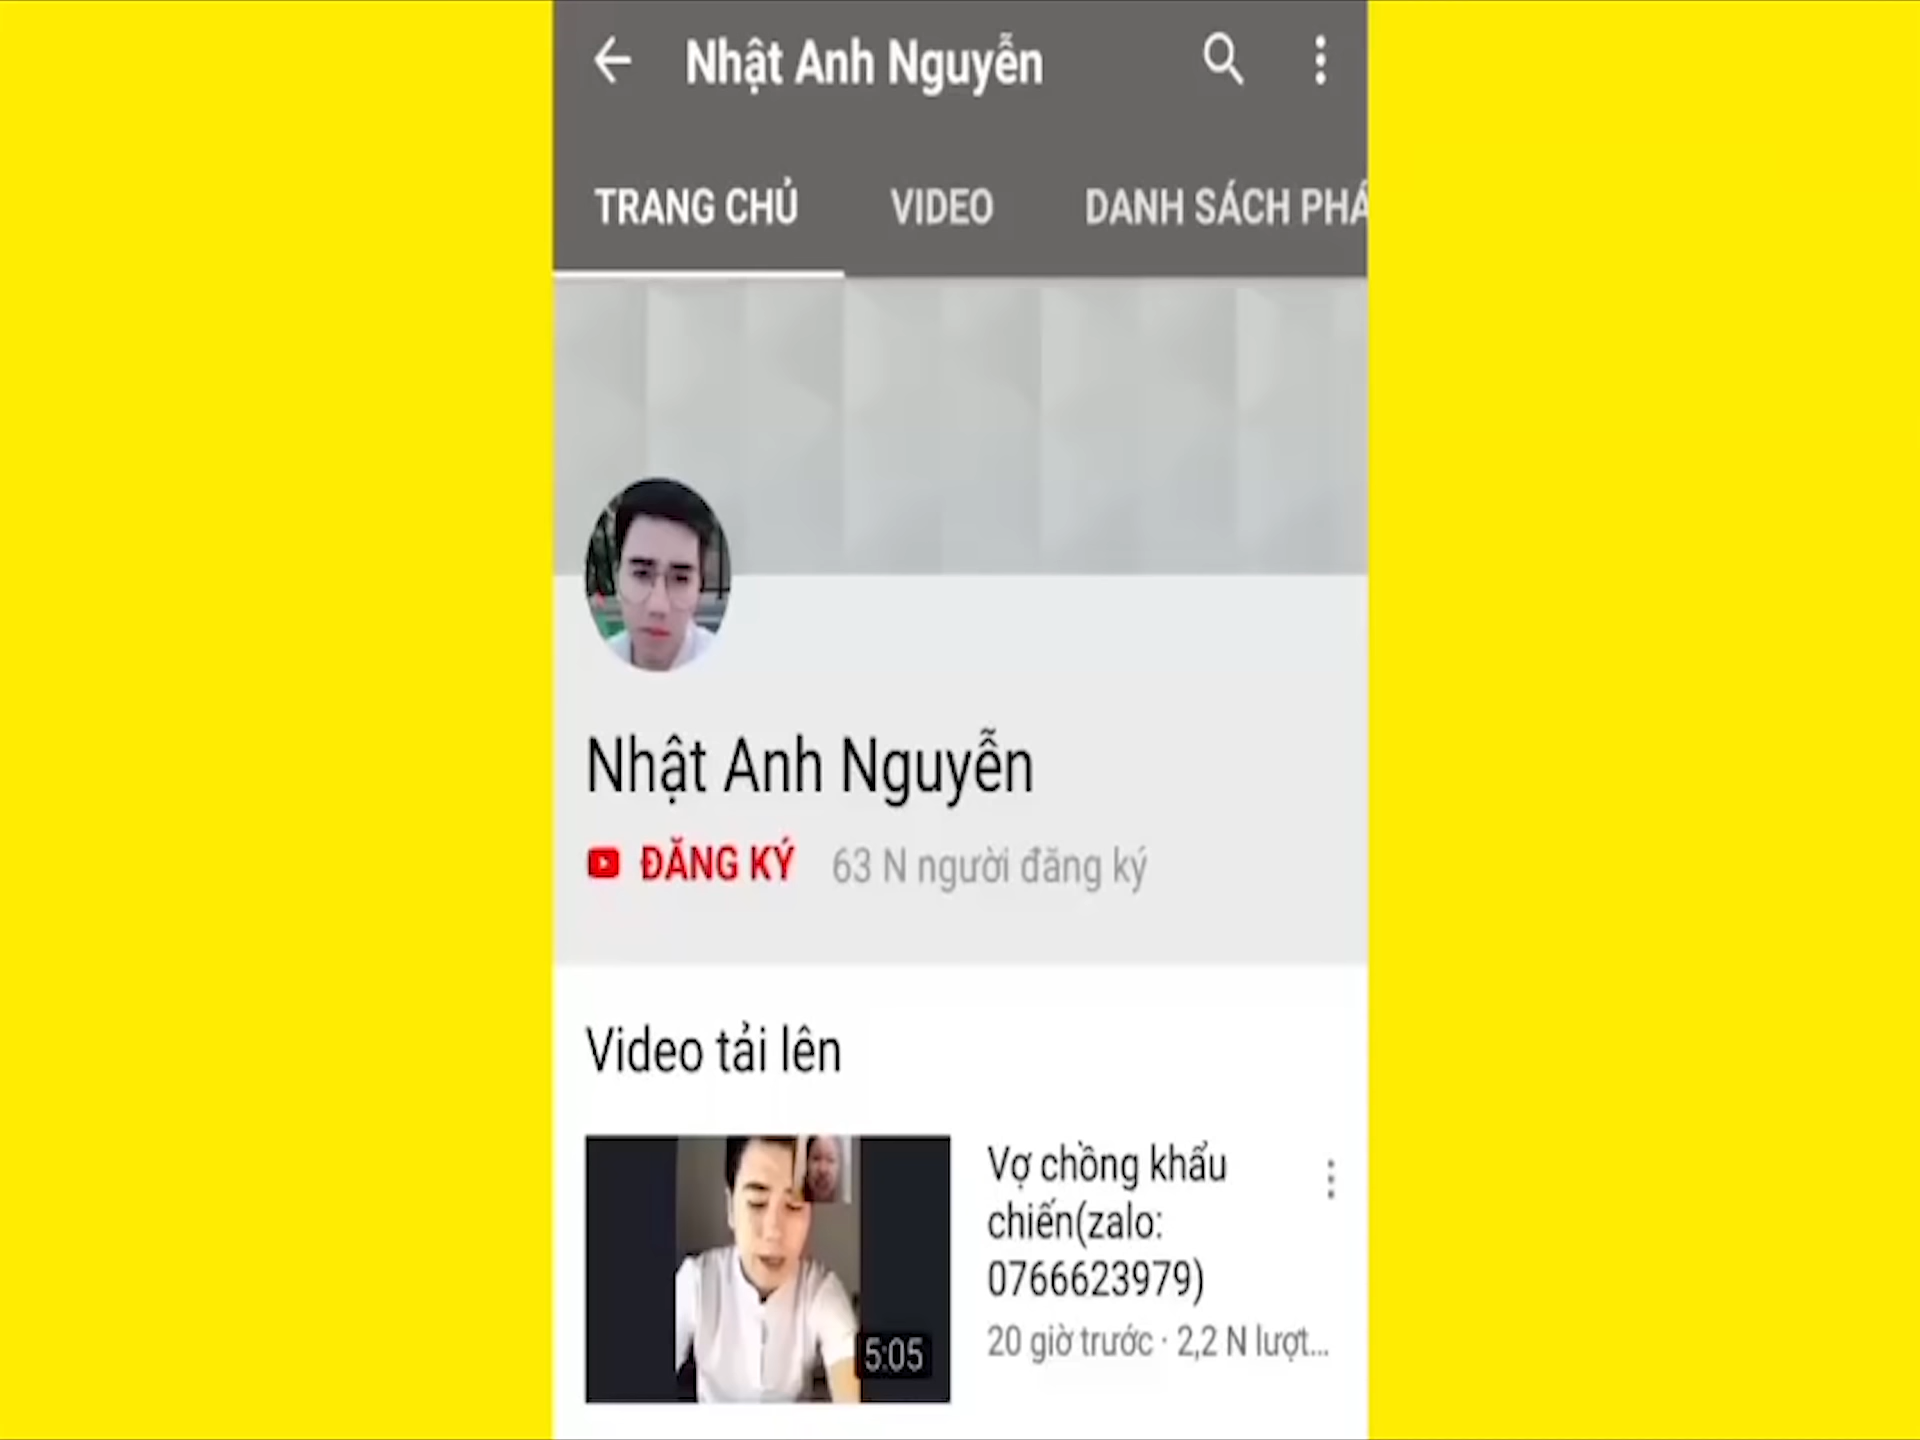 Nhật Anh Nguyễn
TRANG CHỦ VIDEO DANH SÁCH PHÁ
Nhật Anh Nguyễn
ĐĂNG KÝ 63 N người đăng ký
Video tải lên
Vợ chồng khẩu
chiến(zalo:
0766623979)
20 giờ trước · 2,2 N lượt...
5:05